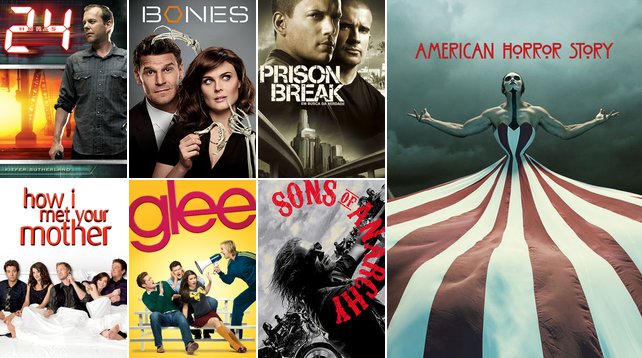 24
HOURS
KIEFER SUTHERLAND
BONES
PRISON
BREAK
EM BUSCA DA VERDADE
AMERICAN HORROR STORY
how i
met your
mother
glee
SONS
OF
ANARCHY